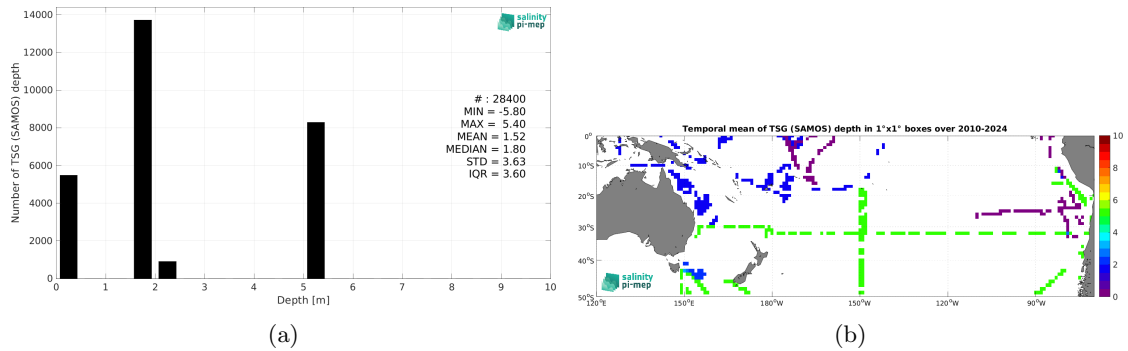 14000
12000
10000
8000
6000
4000
2000
0
Number of TSG (SAMOS) depth
salinity
pi-mep
# : 28400
MIN = -5.80
MAX = 5.40
MEAN = 1.52
MEDIAN = 1.80
STD = 3.63
IQR = 3.60
0 1 2 3 4 5 6 7 8 9 10
Depth [m]
(a)
Temporal mean of TSG (SAMOS) depth in 1°x1° boxes over 2010-2024
0°
10°S
20°S
30°S
40°S
50°S
120°W 150°W 180°W 150°W 120°W 90°W
salinity
pi-mep
10
8
6
4
2
0
(b)